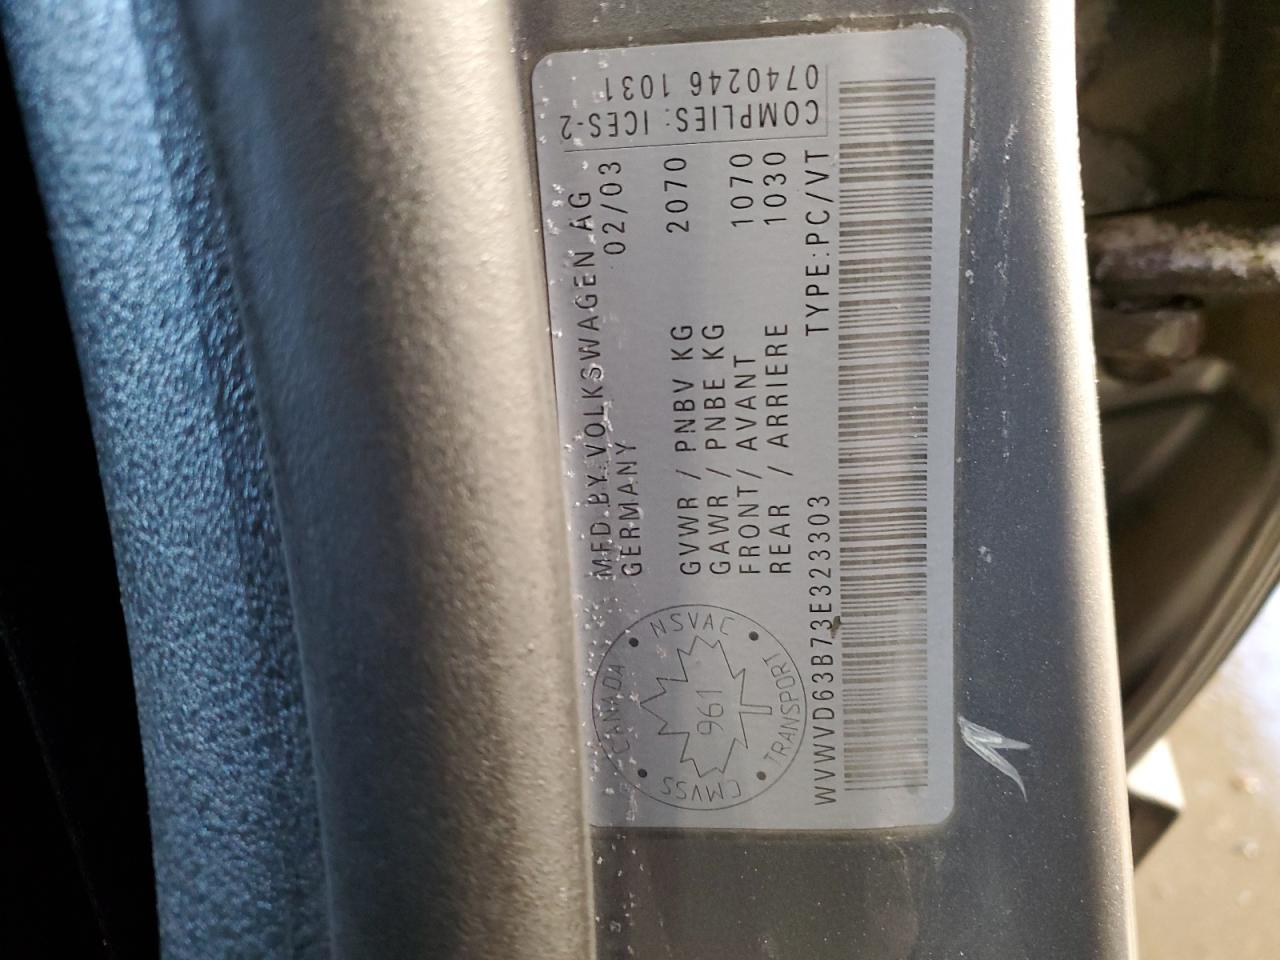 MFD.BY.VOLKSWAGEN AG
GERMANY 02/03
GVWR / PNBV KG 2070
GAWR / PNBE KG
FRONT/ AVANT 1070
REAR / ARRIERE 1030
TYPE:PC/VT
WVWVD63B73E323303
COMPLIES: ICES-2
0740246 1031
CANADA • NSVAC • TRANSPORT • CMVSS
961